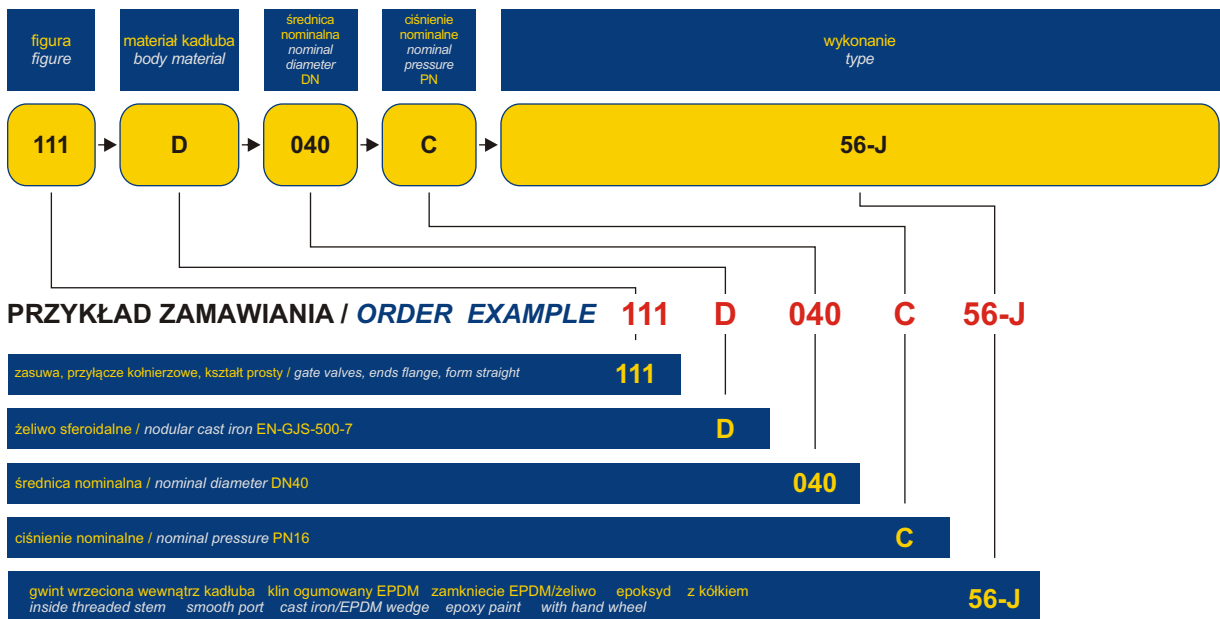 figura
figure
materiał kadłuba
body material
średnica
nominalna
nominal
diameter
DN
ciśnienie
nominalne
nominal
pressure
PN
wykonanie
type
111
D
040
C
56-J
PRZYKŁAD ZAMAWIANIA / ORDER EXAMPLE 111 D 040 C 56-J
zasuwa, przyłącze kołnierzowe, kształt prosty / gate valves, ends flange, form straight 111
żeliwo sferoidalne / nodular cast iron EN-GJS-500-7 D
średnica nominalna / nominal diameter DN40 040
ciśnienie nominalne / nominal pressure PN16 C
gwint wrzeciona wewnątrz kadłuba klin ogumowany EPDM zamkniecie EPDM/żeliwo epoksyd z kółkiem
inside threaded stem smooth port cast iron/EPDM wedge epoxy paint with hand wheel
56-J